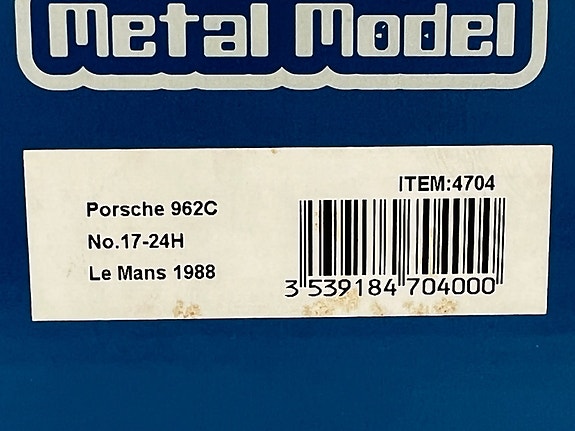 Metal Model
ITEM:4704
Porsche 962C
No.17-24H
Le Mans 1988
3 539184 704000